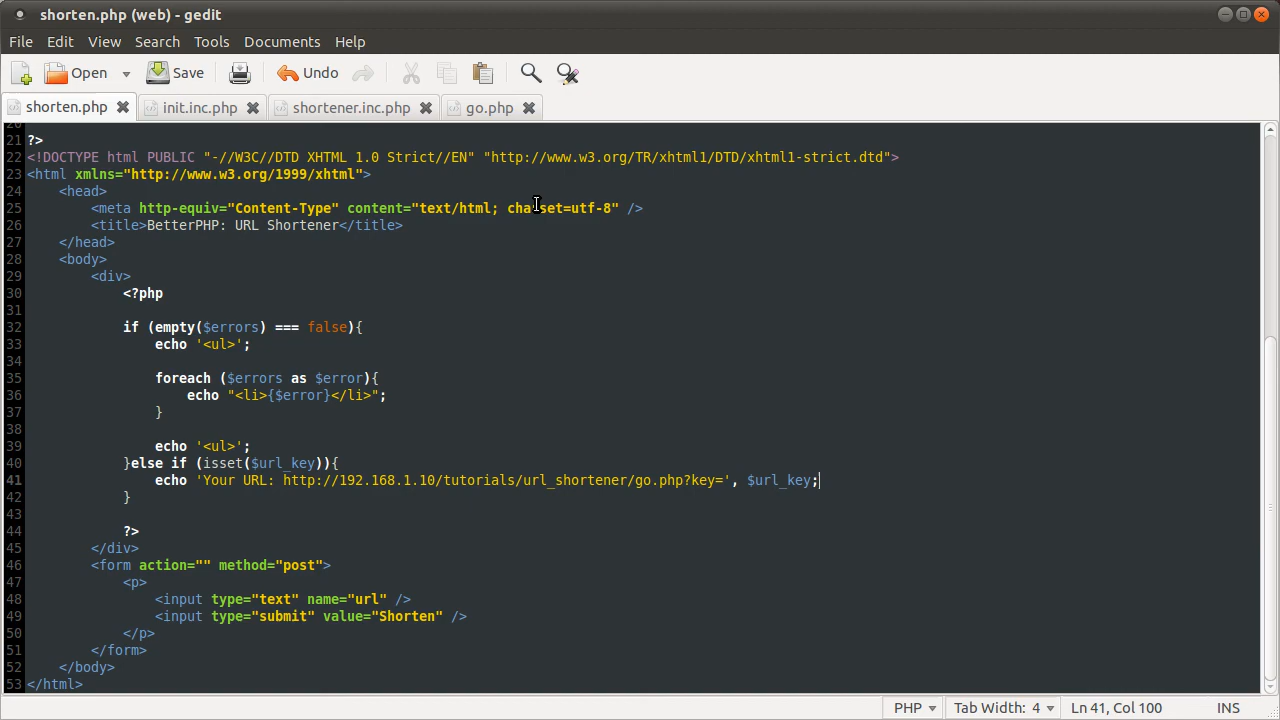 shorten.php (web) - gedit
File Edit View Search Tools Documents Help
Open Save Undo
shorten.php init.inc.php shortener.inc.php go.php
20
21 ?>
22 <!DOCTYPE html PUBLIC "-//W3C//DTD XHTML 1.0 Strict//EN" "http://www.w3.org/TR/xhtml1/DTD/xhtml1-strict.dtd">
23 <html xmlns="http://www.w3.org/1999/xhtml">
24 <head>
25 <meta http-equiv="Content-Type" content="text/html; charset=utf-8" />
26 <title>BetterPHP: URL Shortener</title>
27 </head>
28 <body>
29 <div>
30 <?php
31
32 if (empty($errors) === false){
33 echo '<ul>';
34
35 foreach ($errors as $error){
36 echo "<li>{$error}</li>";
37 }
38
39 echo '<ul>';
40 }else if (isset($url_key)){
41 echo 'Your URL: http://192.168.1.10/tutorials/url_shortener/go.php?key=', $url_key;
42 }
43
44 ?>
45 </div>
46 <form action="" method="post">
47 <p>
48 <input type="text" name="url" />
49 <input type="submit" value="Shorten" />
50 </p>
51 </form>
52 </body>
53 </html>
PHP Tab Width: 4 Ln 41, Col 100 INS